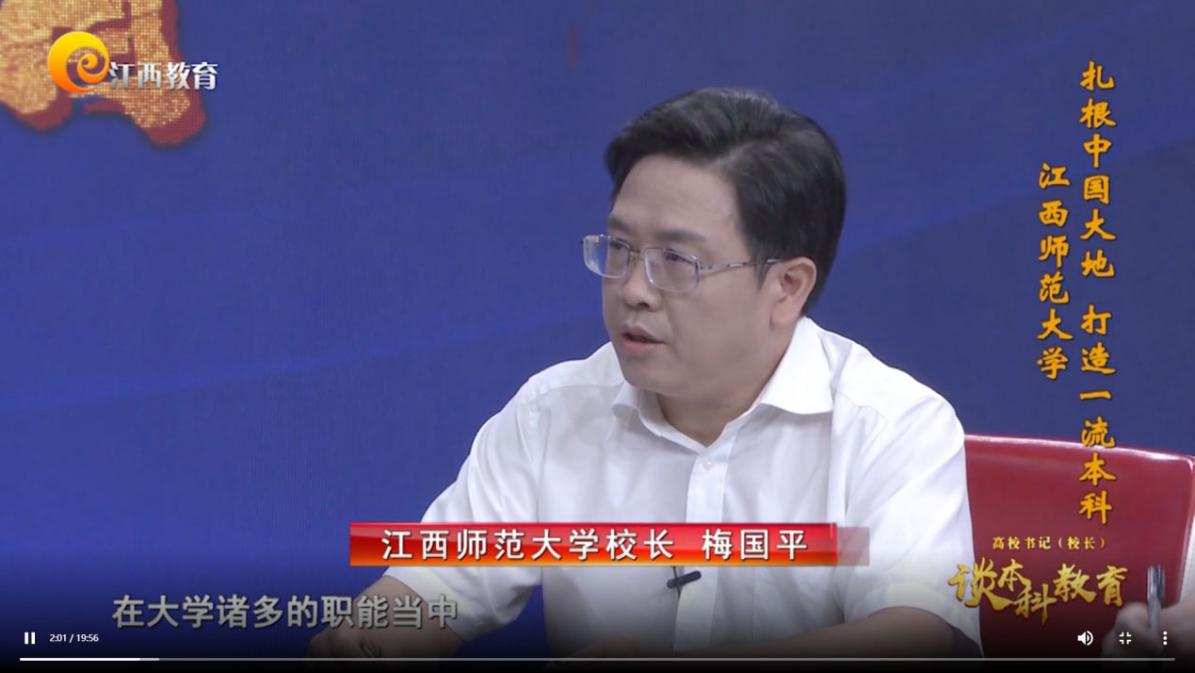 江西教育
扎根中国大地 打造一流本科
江西师范大学
江西师范大学校长 梅国平
高校书记（校长）
谈本科教育
在大学诸多的职能当中
2:01 / 19:56